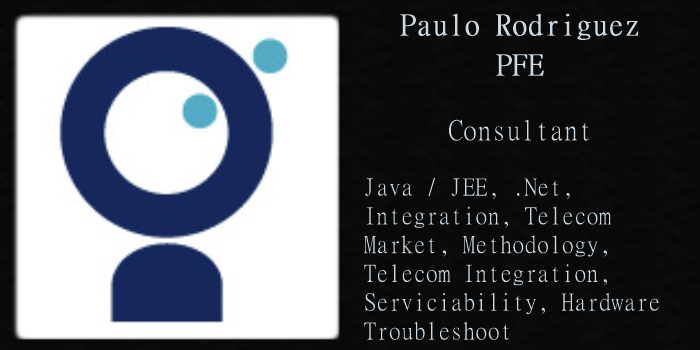 Paulo Rodriguez
PFE
Consultant
Java / JEE, .Net,
Integration, Telecom
Market, Methodology,
Telecom Integration,
Serviciability, Hardware
Troubleshoot